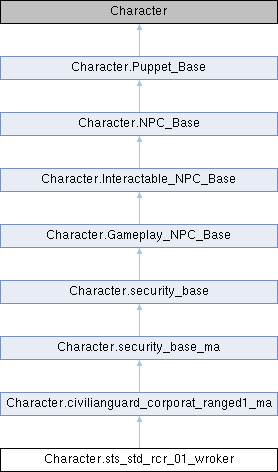 Character
Character.Puppet_Base
Character.NPC_Base
Character.Interactable_NPC_Base
Character.Gameplay_NPC_Base
Character.security_base
Character.security_base_ma
Character.civilianguard_corporat_ranged1_ma
Character.sts_std_rcr_01_wroker